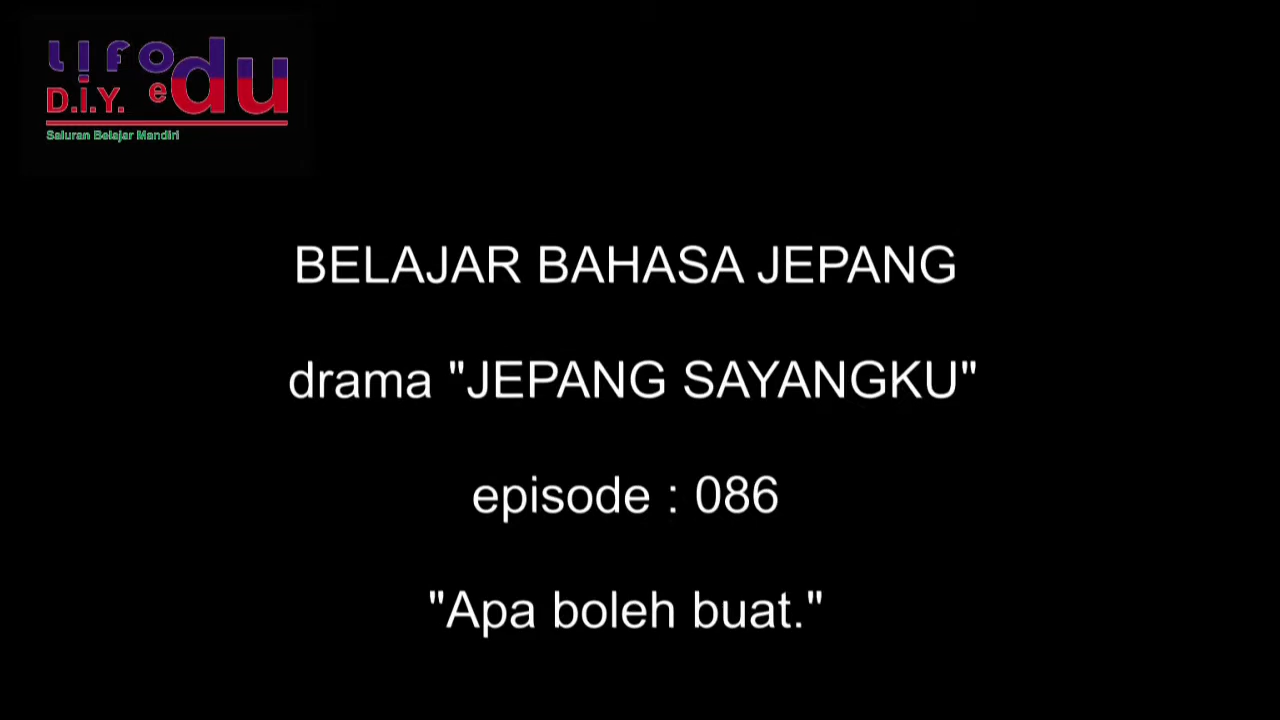 LIFO
D.I.Y. edu
Saluran Belajar Mandiri
BELAJAR BAHASA JEPANG
drama "JEPANG SAYANGKU"
episode : 086
"Apa boleh buat."